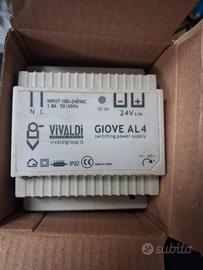 INPUT 100-240VAC
1.8A 50/60Hz
N L
DC OK
24V
ViVALDi
vivaldigroup.it
GIOVE AL4
switching power supply
IP20
CE
subito